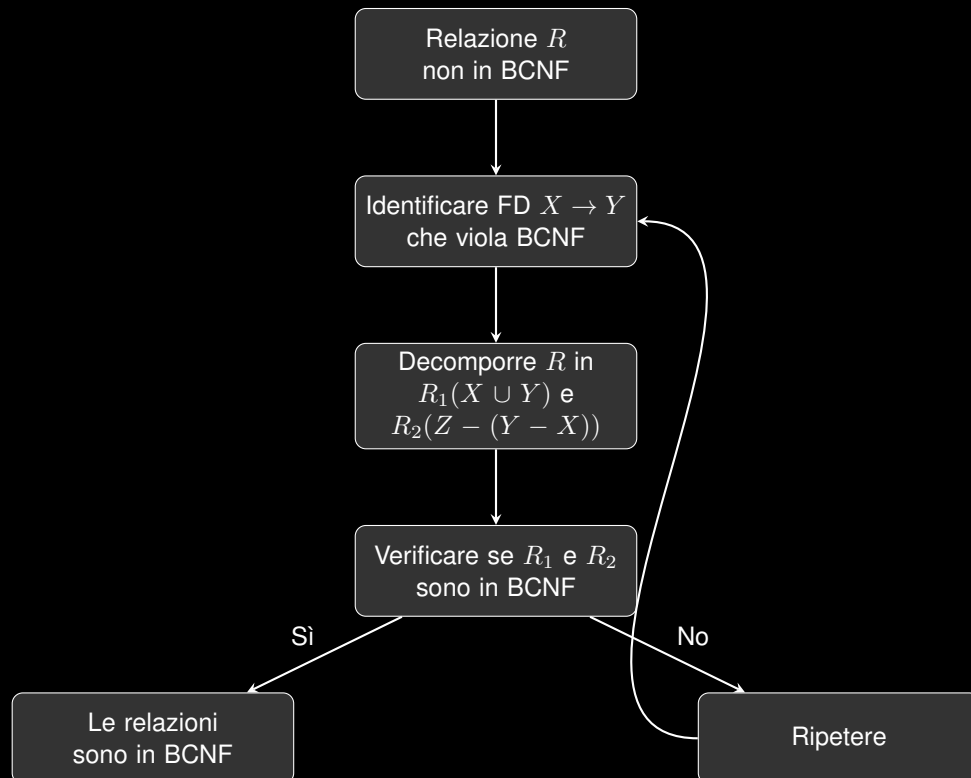 Relazione R
non in BCNF
Identificare FD X → Y
che viola BCNF
Decomporre R in
R₁(X ∪ Y) e
R₂(Z − (Y − X))
Verificare se R₁ e R₂
sono in BCNF
Sì
No
Le relazioni
sono in BCNF
Ripetere